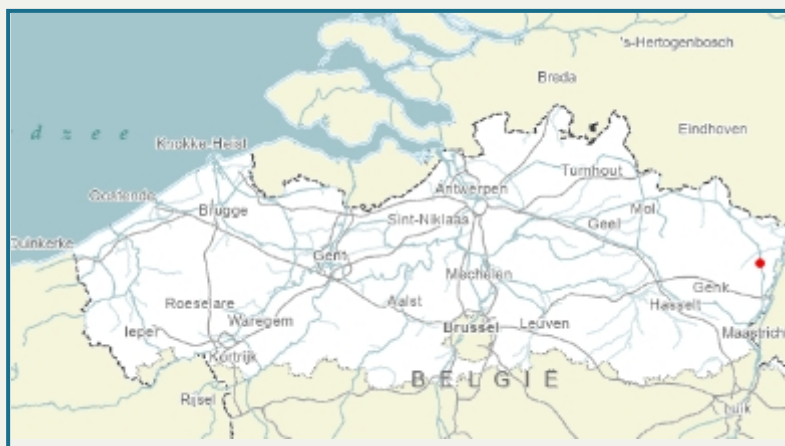 's-Hertogenbosch
Breda
Eindhoven
d z e e
Knokke-Heist
Turnhout
Antwerpen
Oostende
Brugge
Mol
Sint-Niklaas
Geel
Duinkerke
Gent
Mechelen
Genk
Roeselare
Aalst
Hasselt
Waregem
Ieper
Brussel
Leuven
Maastrich
Kortrijk
BELGIË
Rijsel
Luik